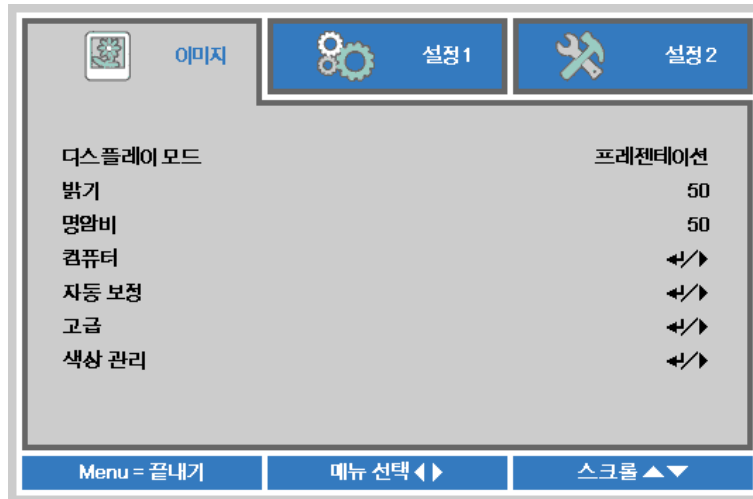 이미지 설정 1 설정 2
디스플레이 모드 프레젠테이션
밝기 50
명암비 50
컴퓨터 ↵/▶
자동 보정 ↵/▶
고급 ↵/▶
색상 관리 ↵/▶
Menu = 끝내기 메뉴 선택 ◀▶ 스크롤 ▲▼